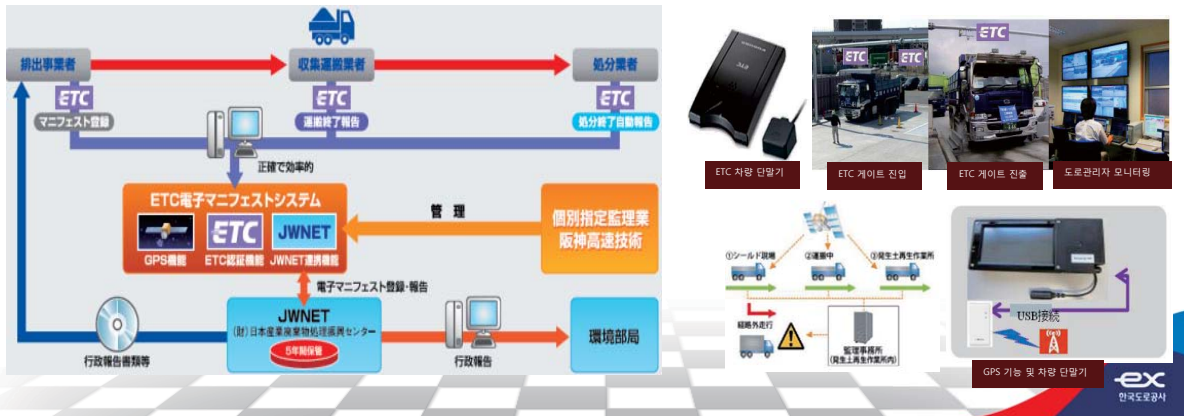 排出事業者
収集運搬業者
処分業者
ETC
ETC
ETC
マニフェスト登録
運搬終了報告
処分終了自動報告
正確で効率的
ETC電子マニフェストシステム
ETC
JWNET
GPS機能
ETC認証機能
JWNET連携機能
管 理
個別指定監理業
阪神高速技術
電子マニフェスト登録・報告
JWNET
(財)日本産業廃棄物処理振興センター
5年間保管
行政報告書類等
行政報告
環境部局
ETC
ETC
ETC
ETC 차량 단말기
ETC 게이트 진입
ETC 게이트 진출
도로관리자 모니터링
①シールド現場
②運搬中
③発生土再生作業所
経路外走行
監理事務所
(発生土再生作業所内)
USB接続
GPS 기능 및 차량 단말기
ex
한국도로공사